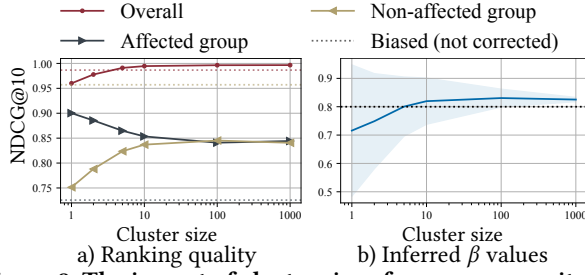 Overall
Non-affected group
Affected group
Biased (not corrected)
NDCG@10
1.00
0.95
0.90
0.85
0.80
0.75
1 10 100 1000
Cluster size
a) Ranking quality
0.9
0.8
0.7
0.6
0.5
1 10 100 1000
Cluster size
b) Inferred β values